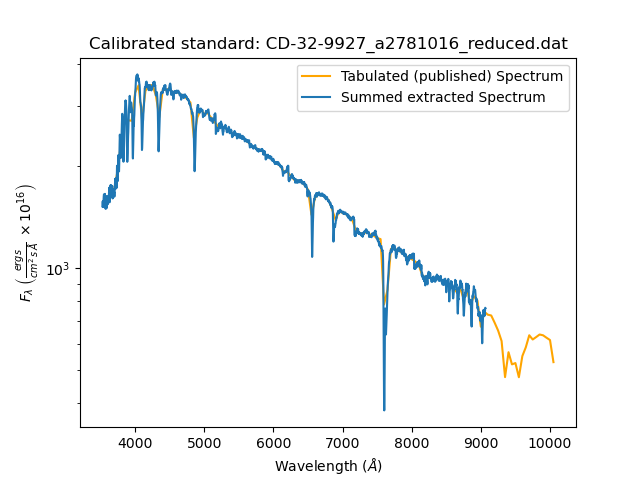 Calibrated standard: CD-32-9927_a2781016_reduced.dat
Tabulated (published) Spectrum
Summed extracted Spectrum
F_λ (ergs / cm² s Å × 10¹⁶)
10³
4000 5000 6000 7000 8000 9000 10000
Wavelength (Å)